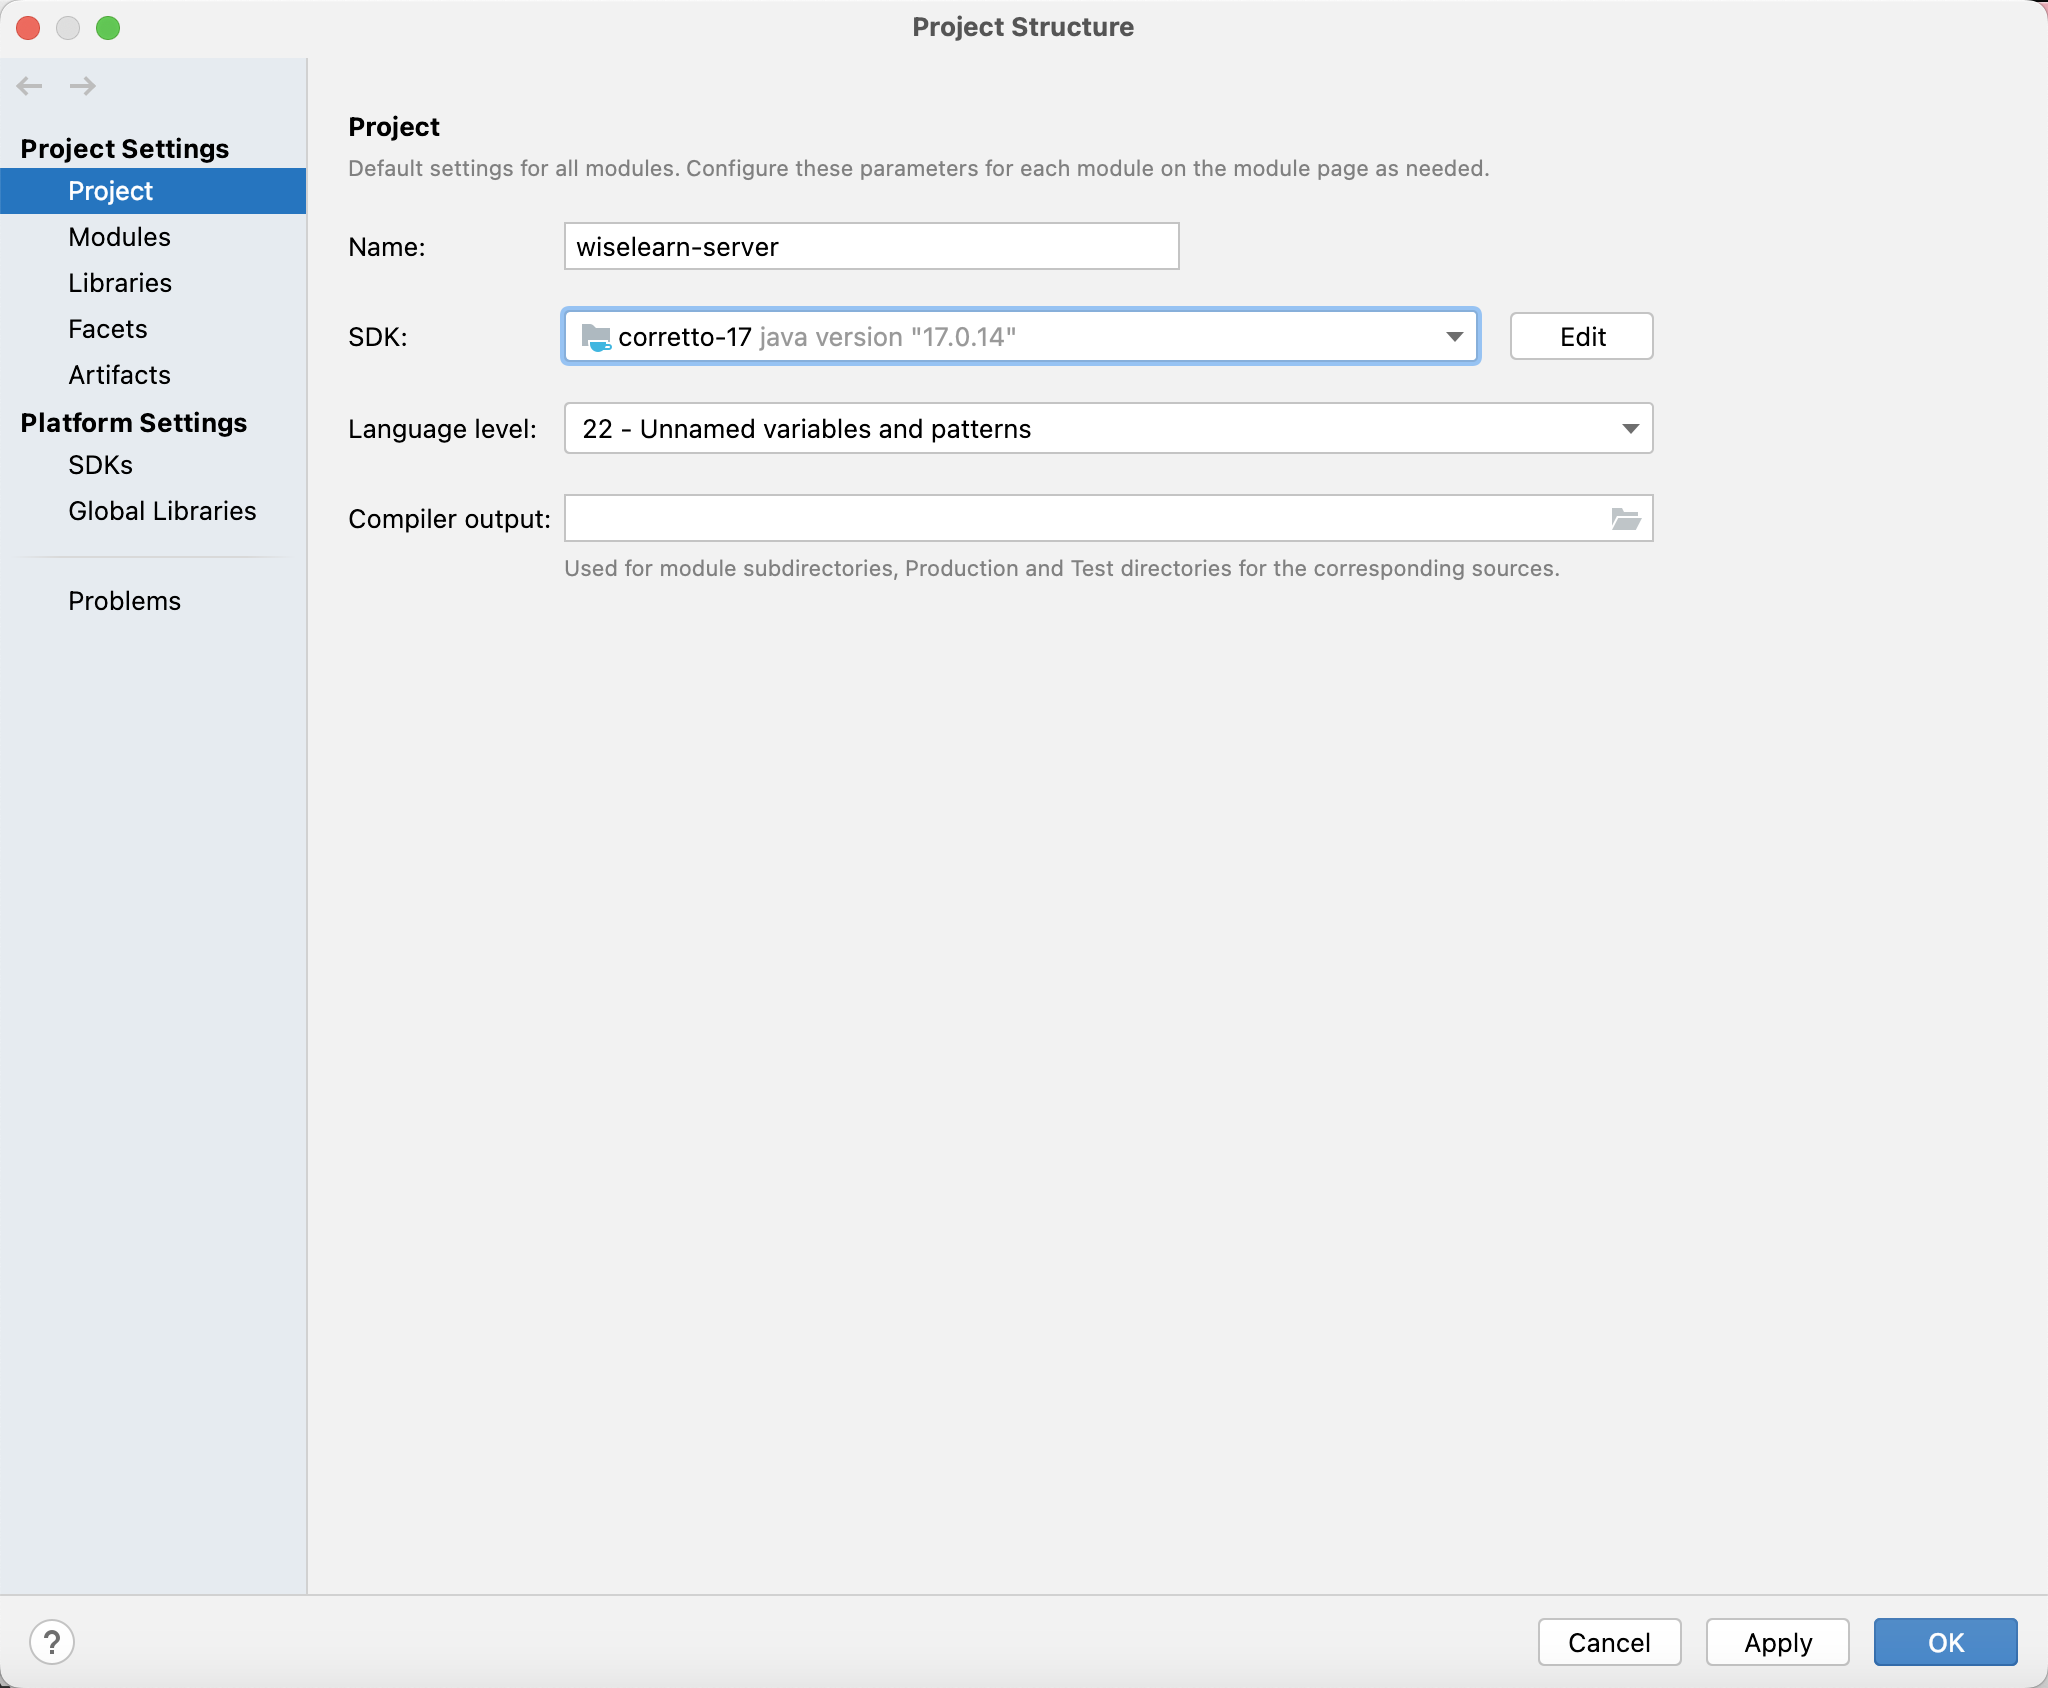 Project Structure
Project Settings
Project
Modules
Libraries
Facets
Artifacts
Platform Settings
SDKs
Global Libraries
Problems
Project
Default settings for all modules. Configure these parameters for each module on the module page as needed.
Name: wiselearn-server
SDK: corretto-17 java version "17.0.14" Edit
Language level: 22 - Unnamed variables and patterns
Compiler output:
Used for module subdirectories, Production and Test directories for the corresponding sources.
? Cancel Apply OK